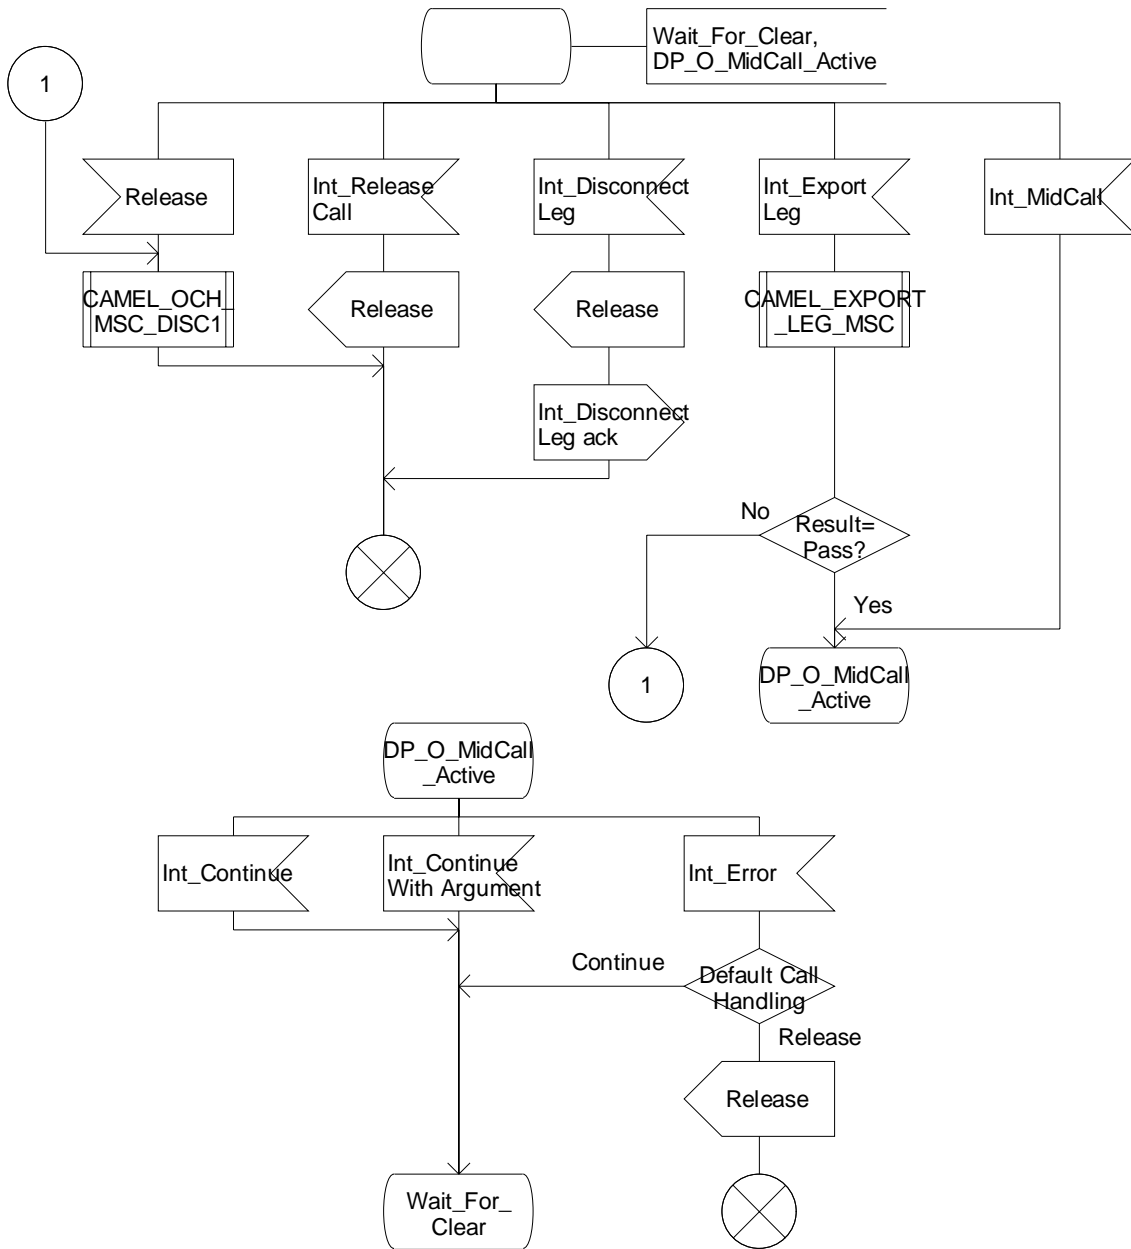 Wait_For_Clear,
DP_O_MidCall_Active
1
Release
Int_Release
Call
Int_Disconnect
Leg
Int_Export
Leg
Int_MidCall
CAMEL_OCH_
MSC_DISC1
Release
Release
CAMEL_EXPORT
_LEG_MSC
Int_Disconnect
Leg ack
No
Result=
Pass?
Yes
1
DP_O_MidCall
_Active
DP_O_MidCall
_Active
Int_Continue
Int_Continue
With Argument
Int_Error
Continue
Default Call
Handling
Release
Release
Wait_For_
Clear